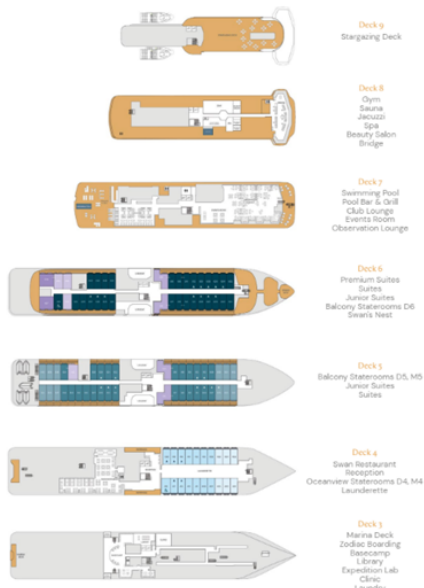 Deck 9
Stargazing Deck
Deck 8
Gym
Sauna
Jacuzzi
Spa
Beauty Salon
Bridge
Deck 7
Swimming Pool
Pool Bar & Grill
Club Lounge
Events Room
Observation Lounge
Deck 6
Premium Suites
Suites
Junior Suites
Balcony Staterooms D6
Swan's Nest
Deck 5
Balcony Staterooms D5, M5
Junior Suites
Suites
Deck 4
Swan Restaurant
Reception
Oceanview Staterooms D4, M4
Launderette
Deck 3
Marina Deck
Zodiac Boarding
Basecamp
Library
Expedition Lab
Clinic